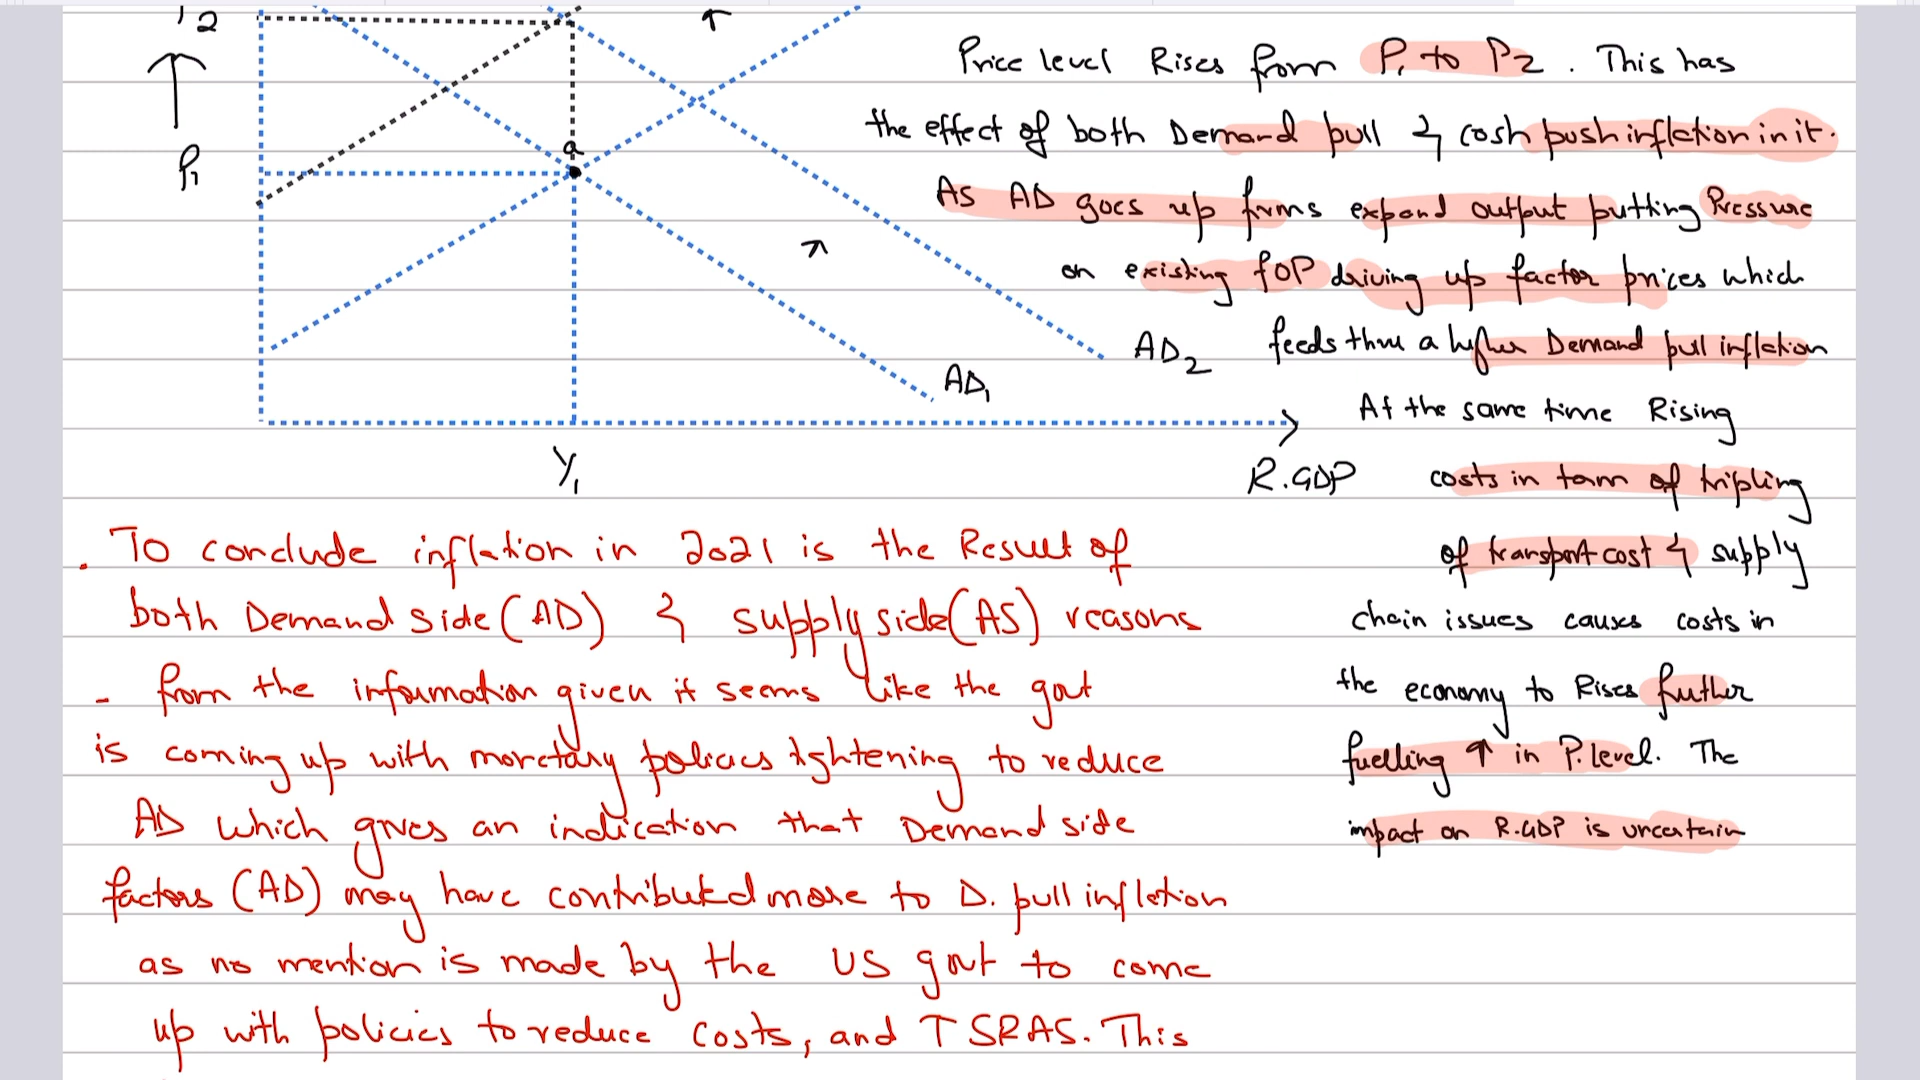 P2
P1
a
AD2
AD1
Y1
R.GDP
Price level Rises from P1 to P2. This has
the effect of both Demand pull & cosh push inflation in it.
As AD goes up firms expand output putting Pressure
on existing FOP driving up factor prices which
feeds thru a higher Demand pull inflation
At the same time Rising
costs in term of tripling
of transport cost & supply
chain issues causes costs in
the economy to Rises further
fuelling ↑ in P.level. The
impact on R.GDP is uncertain
. To conclude inflation in 2021 is the Result of
both Demand side (AD) & supply side (AS) reasons
- from the information given it seems like the govt
is coming up with monetary policies tightening to reduce
AD which gives an indication that Demand side
factors (AD) may have contributed more to D. pull inflation
as no mention is made by the US govt to come
up with policies to reduce costs, and ↑ SRAS. This